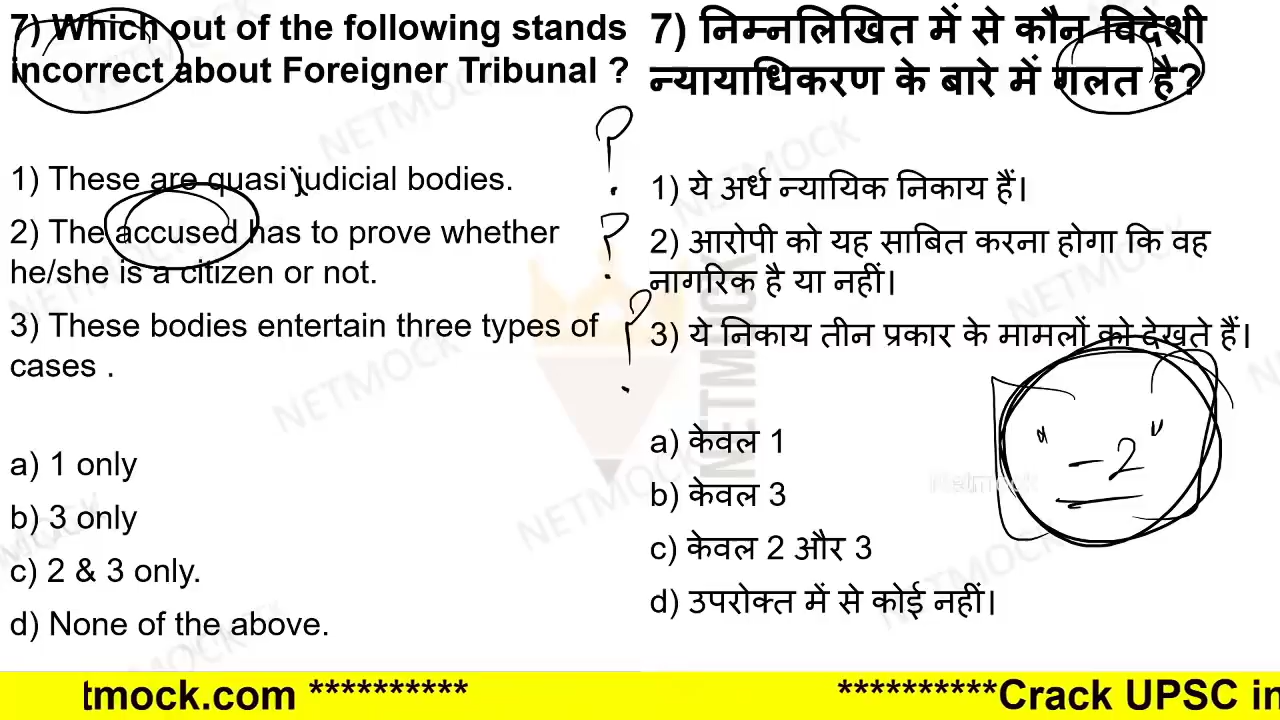 7) Which out of the following stands
incorrect about Foreigner Tribunal ?
1) These are quasi judicial bodies.
2) The accused has to prove whether
he/she is a citizen or not.
3) These bodies entertain three types of
cases .
a) 1 only
b) 3 only
c) 2 & 3 only.
d) None of the above.
7) निम्नलिखित में से कौन विदेशी
न्यायाधिकरण के बारे में गलत है?
1) ये अर्ध न्यायिक निकाय हैं।
2) आरोपी को यह साबित करना होगा कि वह
नागरिक है या नहीं।
3) ये निकाय तीन प्रकार के मामलों को देखते हैं।
a) केवल 1
b) केवल 3
c) केवल 2 और 3
d) उपरोक्त में से कोई नहीं।
?
?
?
" - 2 "
NETMOCK
Netmock
tmock.com ********** **********Crack UPSC in